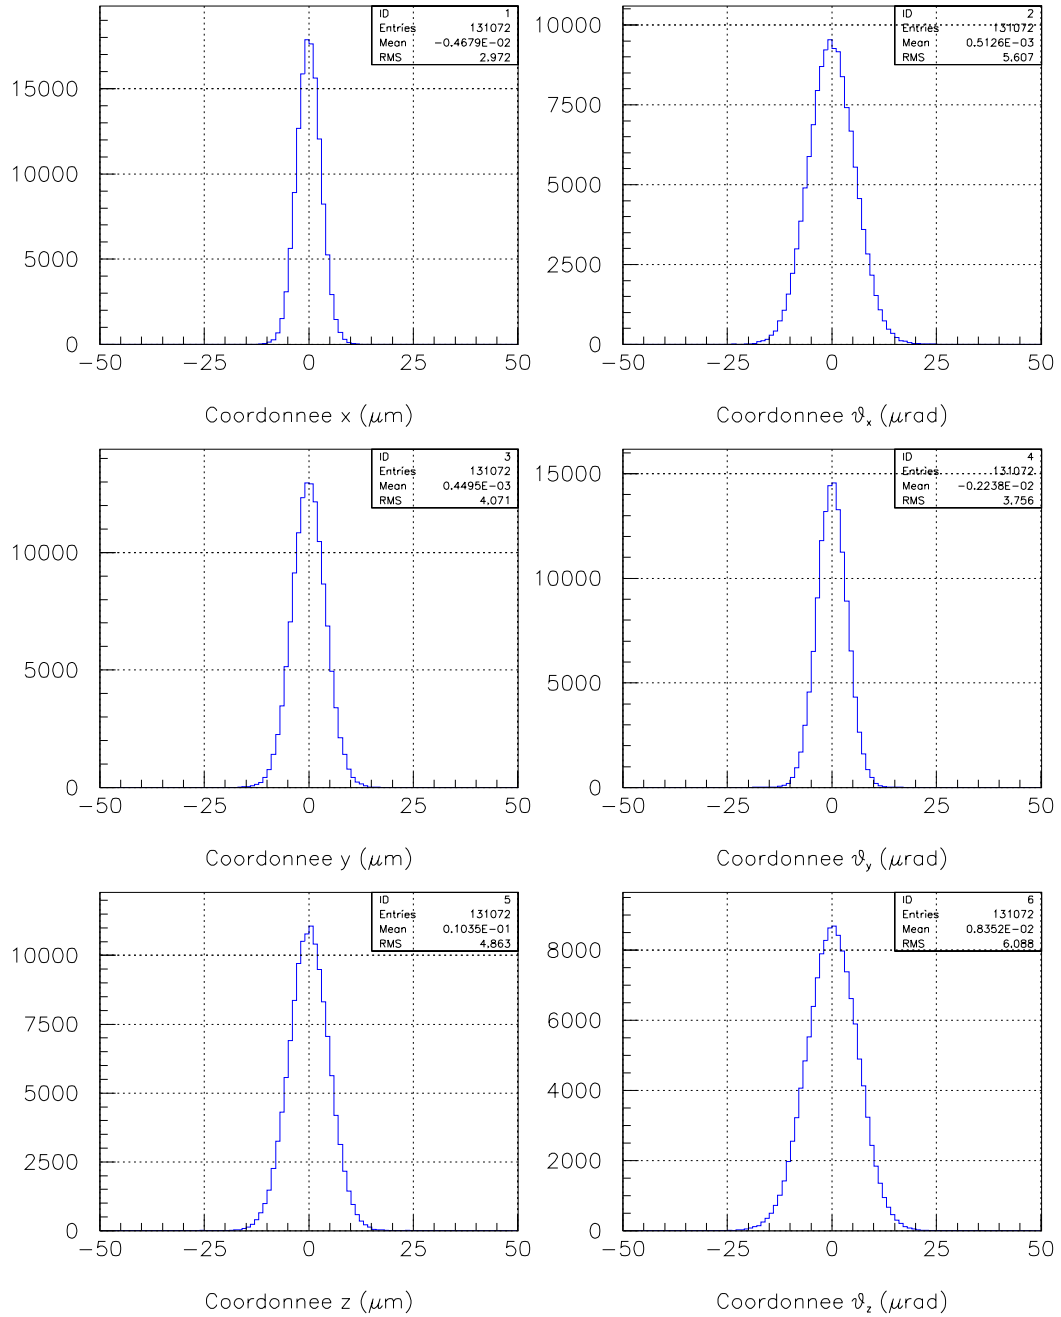 ID 1
Entries 131072
Mean -0.4679E-02
RMS 2.972
15000
10000
5000
0
-50 -25 0 25 50
Coordonnee x (μm)
ID 2
Entries 131072
Mean 0.5126E-03
RMS 5.607
10000
7500
5000
2500
0
-50 -25 0 25 50
Coordonnee ϑx (μrad)
ID 3
Entries 131072
Mean 0.4495E-03
RMS 4.071
10000
5000
0
-50 -25 0 25 50
Coordonnee y (μm)
ID 4
Entries 131072
Mean -0.2238E-02
RMS 3.756
15000
10000
5000
0
-50 -25 0 25 50
Coordonnee ϑy (μrad)
ID 5
Entries 131072
Mean 0.1035E-01
RMS 4.863
10000
7500
5000
2500
0
-50 -25 0 25 50
Coordonnee z (μm)
ID 6
Entries 131072
Mean 0.8352E-02
RMS 6.088
8000
6000
4000
2000
0
-50 -25 0 25 50
Coordonnee ϑz (μrad)